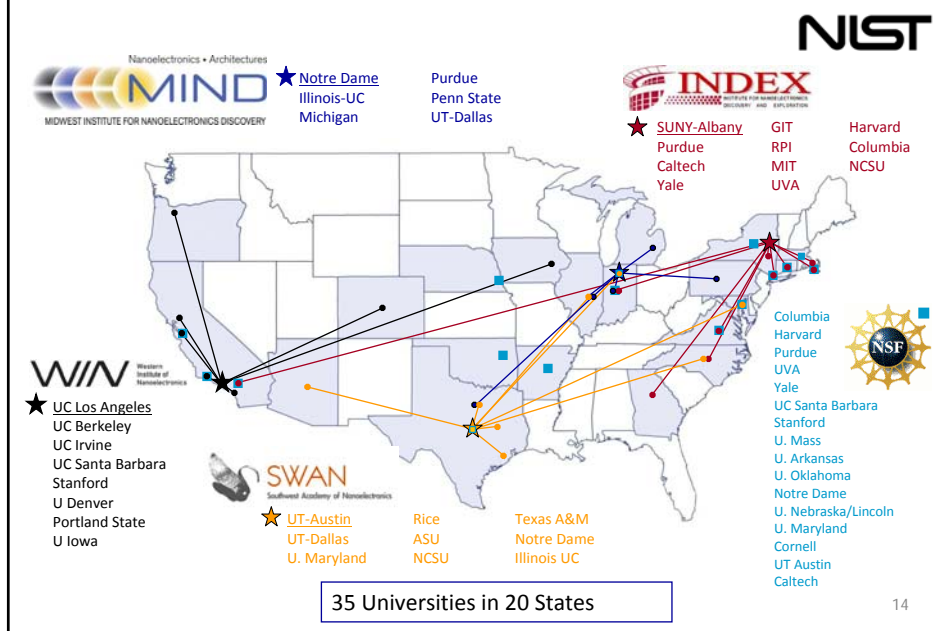 NIST
Nanoelectronics • Architectures
MIND
MIDWEST INSTITUTE FOR NANOELECTRONICS DISCOVERY
Notre Dame Purdue
Illinois-UC Penn State
Michigan UT-Dallas
INDEX
INSTITUTE FOR NANOELECTRONICS
DISCOVERY AND EXPLORATION
SUNY-Albany GIT Harvard
Purdue RPI Columbia
Caltech MIT NCSU
Yale UVA
WIN
Western
Institute of
Nanoelectronics
UC Los Angeles
UC Berkeley
UC Irvine
UC Santa Barbara
Stanford
U Denver
Portland State
U Iowa
SWAN
Southwest Academy of Nanoelectronics
UT-Austin Rice Texas A&M
UT-Dallas ASU Notre Dame
U. Maryland NCSU Illinois UC
Columbia
Harvard
Purdue
UVA
Yale
UC Santa Barbara
Stanford
U. Mass
U. Arkansas
U. Oklahoma
Notre Dame
U. Nebraska/Lincoln
U. Maryland
Cornell
UT Austin
Caltech
NSF
35 Universities in 20 States
14